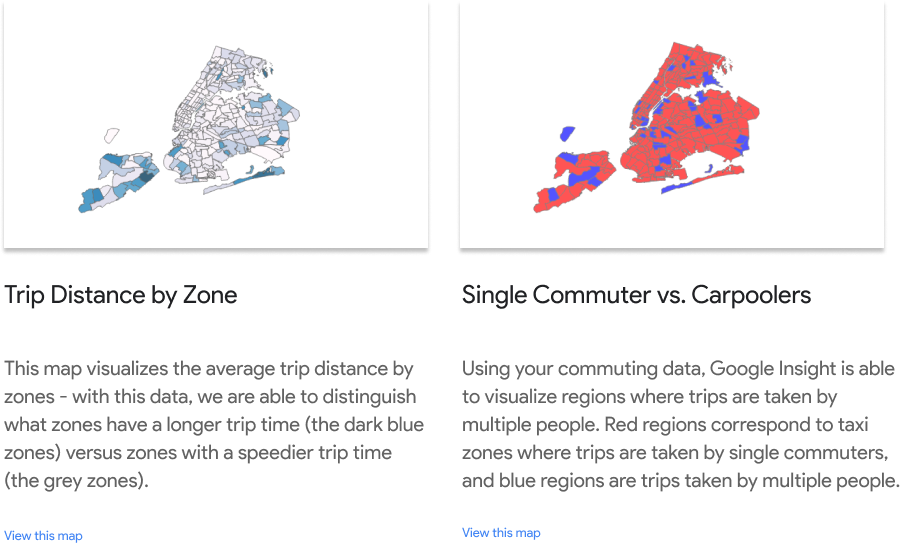 Trip Distance by Zone
This map visualizes the average trip distance by
zones - with this data, we are able to distinguish
what zones have a longer trip time (the dark blue
zones) versus zones with a speedier trip time
(the grey zones).
View this map
Single Commuter vs. Carpoolers
Using your commuting data, Google Insight is able
to visualize regions where trips are taken by
multiple people. Red regions correspond to taxi
zones where trips are taken by single commuters,
and blue regions are trips taken by multiple people.
View this map